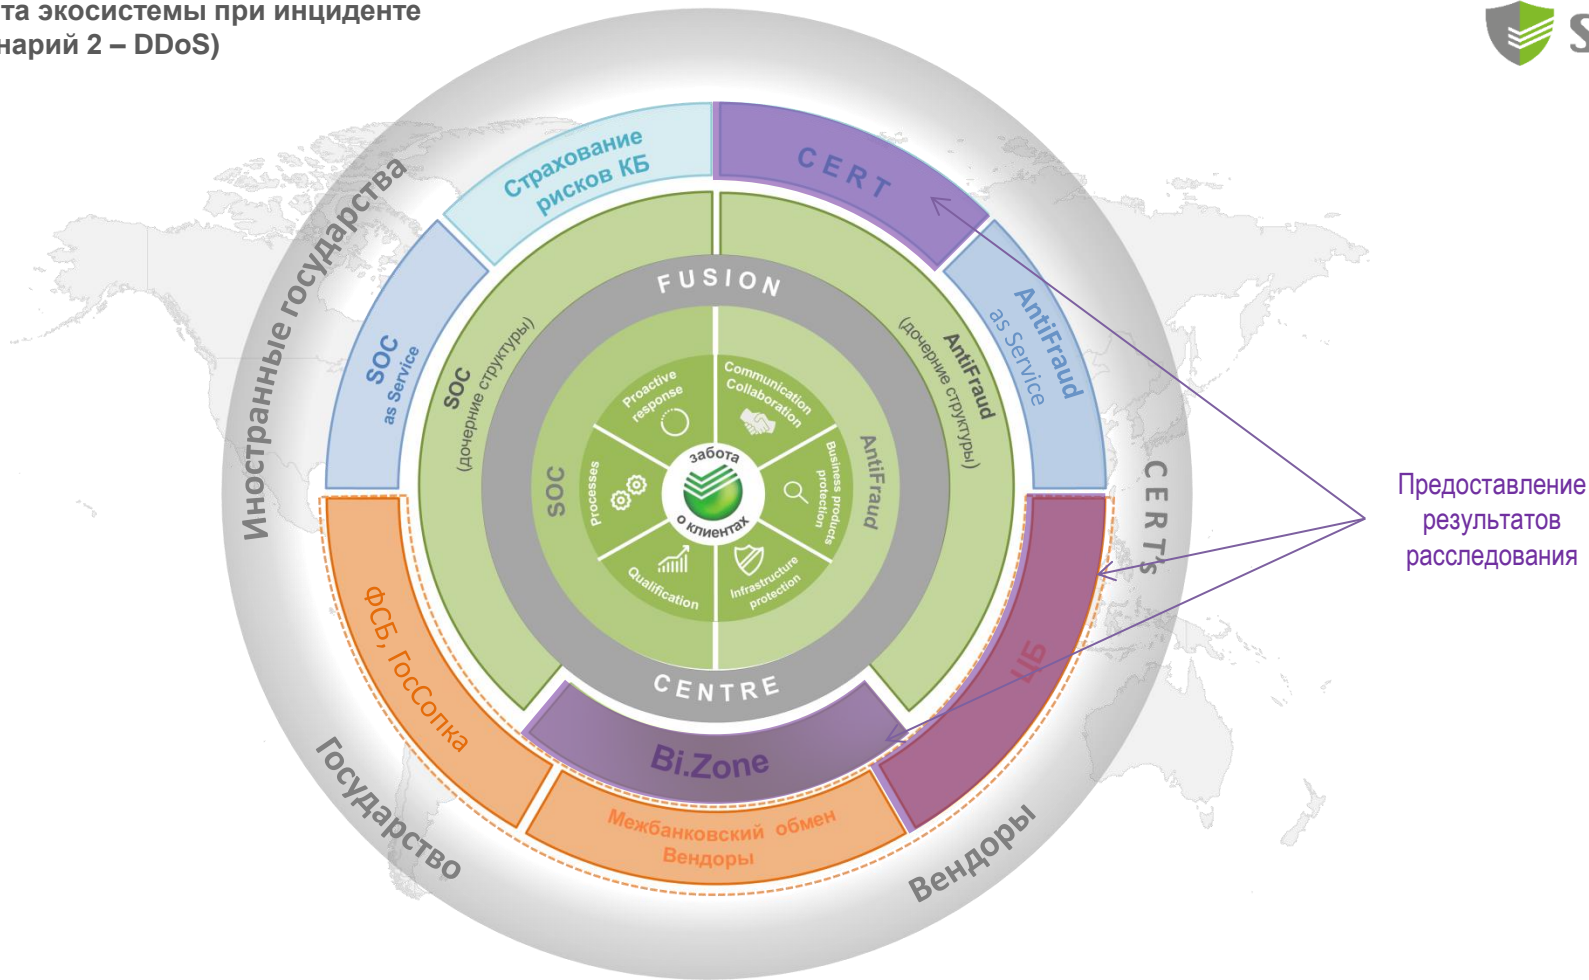 та экосистемы при инциденте
нарий 2 – DDoS)
S
Иностранные государства
Государство
Вендоры
CERT's
Страхование
рисков КБ
CERT
SOC
as Service
AntiFraud
as Service
SOC
(дочерние структуры)
AntiFraud
(дочерние структуры)
FUSION
CENTRE
SOC
AntiFraud
Proactive
response
Communication
Collaboration
Processes
Business products
protection
Qualification
Infrastructure
protection
забота
о клиентах
ФСБ, ГосСопка
ЦБ
Bi.Zone
Межбанковский обмен
Вендоры
Предоставление
результатов
расследования